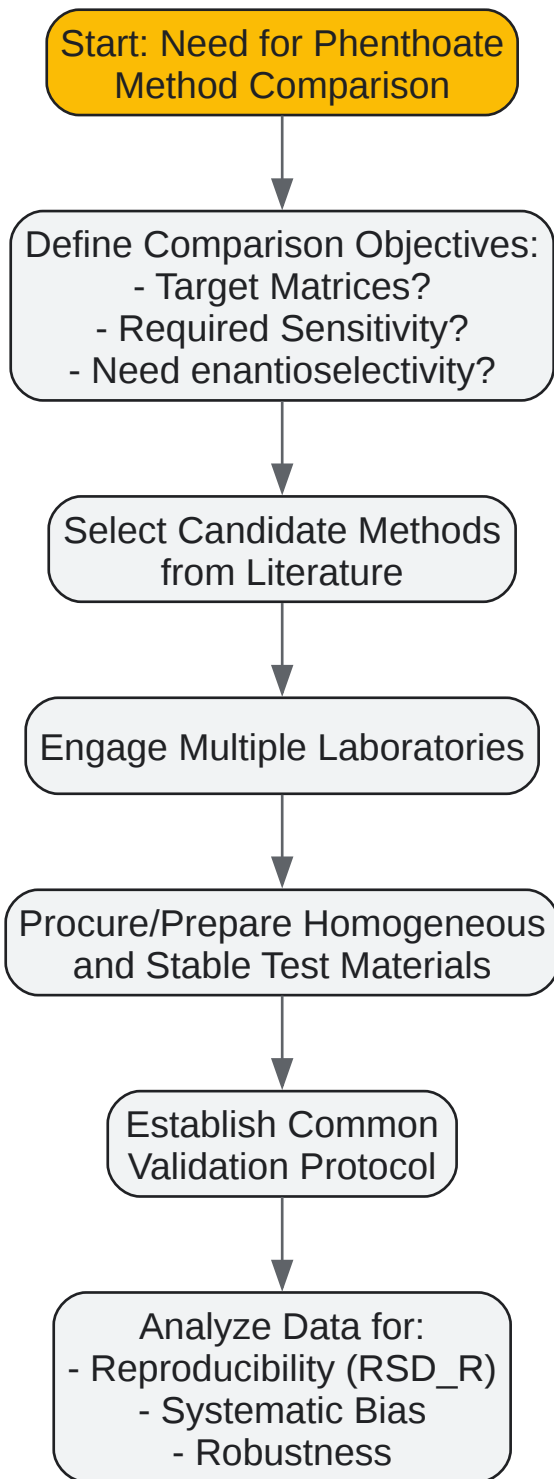 Start: Need for Phenthoate
Method Comparison
Define Comparison Objectives:
- Target Matrices?
- Required Sensitivity?
- Need enantioselectivity?
Select Candidate Methods
from Literature
Engage Multiple Laboratories
Procure/Prepare Homogeneous
and Stable Test Materials
Establish Common
Validation Protocol
Analyze Data for:
- Reproducibility (RSD_R)
- Systematic Bias
- Robustness